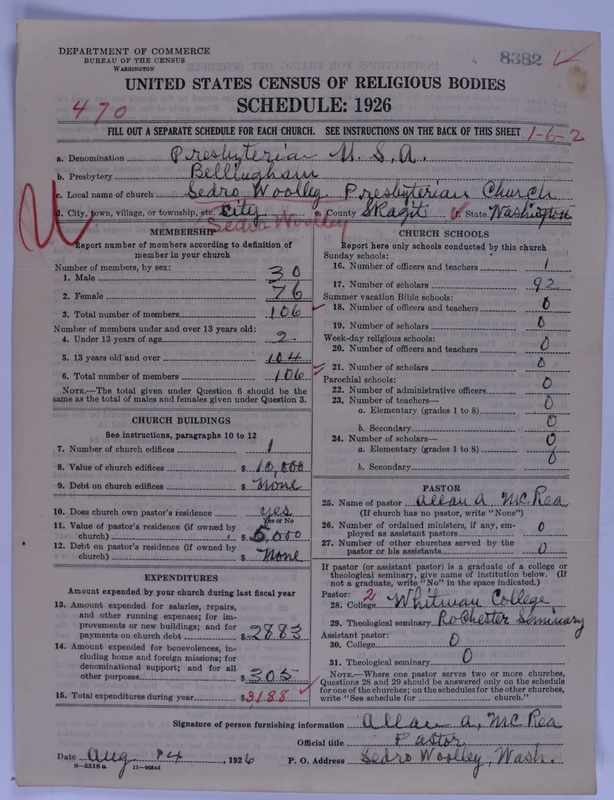 DEPARTMENT OF COMMERCE
BUREAU OF THE CENSUS
WASHINGTON
8382
UNITED STATES CENSUS OF RELIGIOUS BODIES
SCHEDULE: 1926
470
FILL OUT A SEPARATE SCHEDULE FOR EACH CHURCH. SEE INSTRUCTIONS ON THE BACK OF THIS SHEET
1-6-2
a. Denomination Presbyterian U.S.A.
b. Presbytery Bellingham
c. Local name of church Sedro Woolley Presbyterian Church
d. City, town, village, or township, etc. City e. County Skagit f. State Washington
Sedro Woolley
MEMBERSHIP
Report number of members according to definition of
member in your church
Number of members, by sex:
1. Male 30
2. Female 76
3. Total number of members 106
Number of members under and over 13 years old:
4. Under 13 years of age 2
5. 13 years old and over 104
6. Total number of members 106
NOTE.—The total given under Question 6 should be
same as the total of males and females given under Question 3.
CHURCH BUILDINGS
See instructions, paragraphs 10 to 12
7. Number of church edifices 1
8. Value of church edifices $10,000
9. Debt on church edifices $ None
10. Does church own pastor's residence yes
Yes or No
11. Value of pastor's residence (if owned by
church) $5,000
12. Debt on pastor's residence (if owned by
church) $ None
EXPENDITURES
Amount expended by your church during last fiscal year
13. Amount expended for salaries, repairs,
and other running expenses; for im-
provements or new buildings; and for
payments on church debt $2883
14. Amount expended for benevolences, in-
cluding home and foreign missions; for
denominational support; and for all
other purposes $305
15. Total expenditures during year $3188
CHURCH SCHOOLS
Report here only schools conducted by this church
Sunday schools:
16. Number of officers and teachers 1
17. Number of scholars 92
Summer vacation Bible schools:
18. Number of officers and teachers 0
19. Number of scholars 0
Week-day religious schools:
20. Number of officers and teachers 0
21. Number of scholars 0
Parochial schools:
22. Number of administrative officers 0
23. Number of teachers—
a. Elementary (grades 1 to 8) 0
b. Secondary 0
24. Number of scholars— 0
a. Elementary (grades 1 to 8) 0
b. Secondary 0
PASTOR
25. Name of pastor Allan A McRea
(If church has no pastor, write "None")
26. Number of ordained ministers, if any, em-
ployed as assistant pastors 0
27. Number of other churches served by the
pastor or his assistants 0
If pastor (or assistant pastor) is a graduate of a college or
theological seminary, give name of institution below. (If
not a graduate, write "No" in the space indicated.)
Pastor: 2
28. College Whitman College
29. Theological seminary Rochester Seminary
Assistant pastor:
30. College 0
31. Theological seminary 0
NOTE.—Where one pastor serves two or more churches,
Questions 28 and 29 should be answered only on the schedule
for one of the churches; on the schedules for the other churches,
write "See schedule for church."
Signature of person furnishing information Allan A. McRea
Official title Pastor
Date Aug 14, 1926 P. O. Address Sedro Woolley, Wash.
8—5518 a